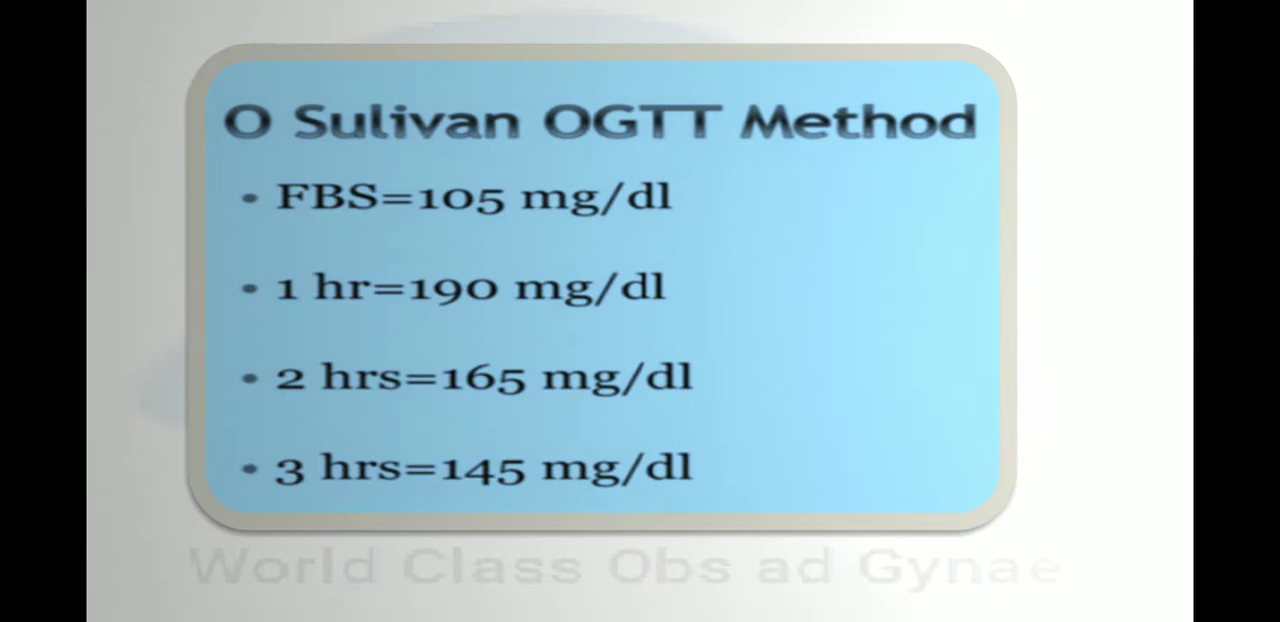 O Sulivan OGTT Method
• FBS=105 mg/dl
• 1 hr=190 mg/dl
• 2 hrs=165 mg/dl
• 3 hrs=145 mg/dl
World Class Obs ad Gynae